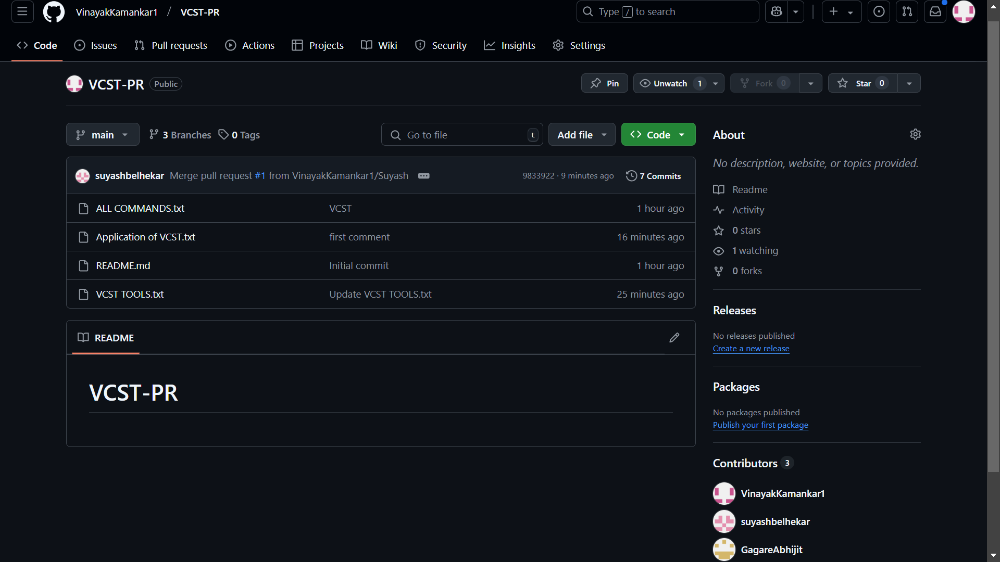 VinayakKamankar1 / VCST-PR
Type / to search
Code Issues Pull requests Actions Projects Wiki Security Insights Settings
VCST-PR Public
Pin Unwatch 1 Fork 0 Star 0
main 3 Branches 0 Tags Go to file t Add file Code
suyashbelhekar Merge pull request #1 from VinayakKamankar1/Suyash 9833922 · 9 minutes ago 7 Commits
ALL COMMANDS.txt VCST 1 hour ago
Application of VCST.txt first comment 16 minutes ago
README.md Initial commit 1 hour ago
VCST TOOLS.txt Update VCST TOOLS.txt 25 minutes ago
README
VCST-PR
About
No description, website, or topics provided.
Readme
Activity
0 stars
1 watching
0 forks
Releases
No releases published
Create a new release
Packages
No packages published
Publish your first package
Contributors 3
VinayakKamankar1
suyashbelhekar
GagareAbhijit